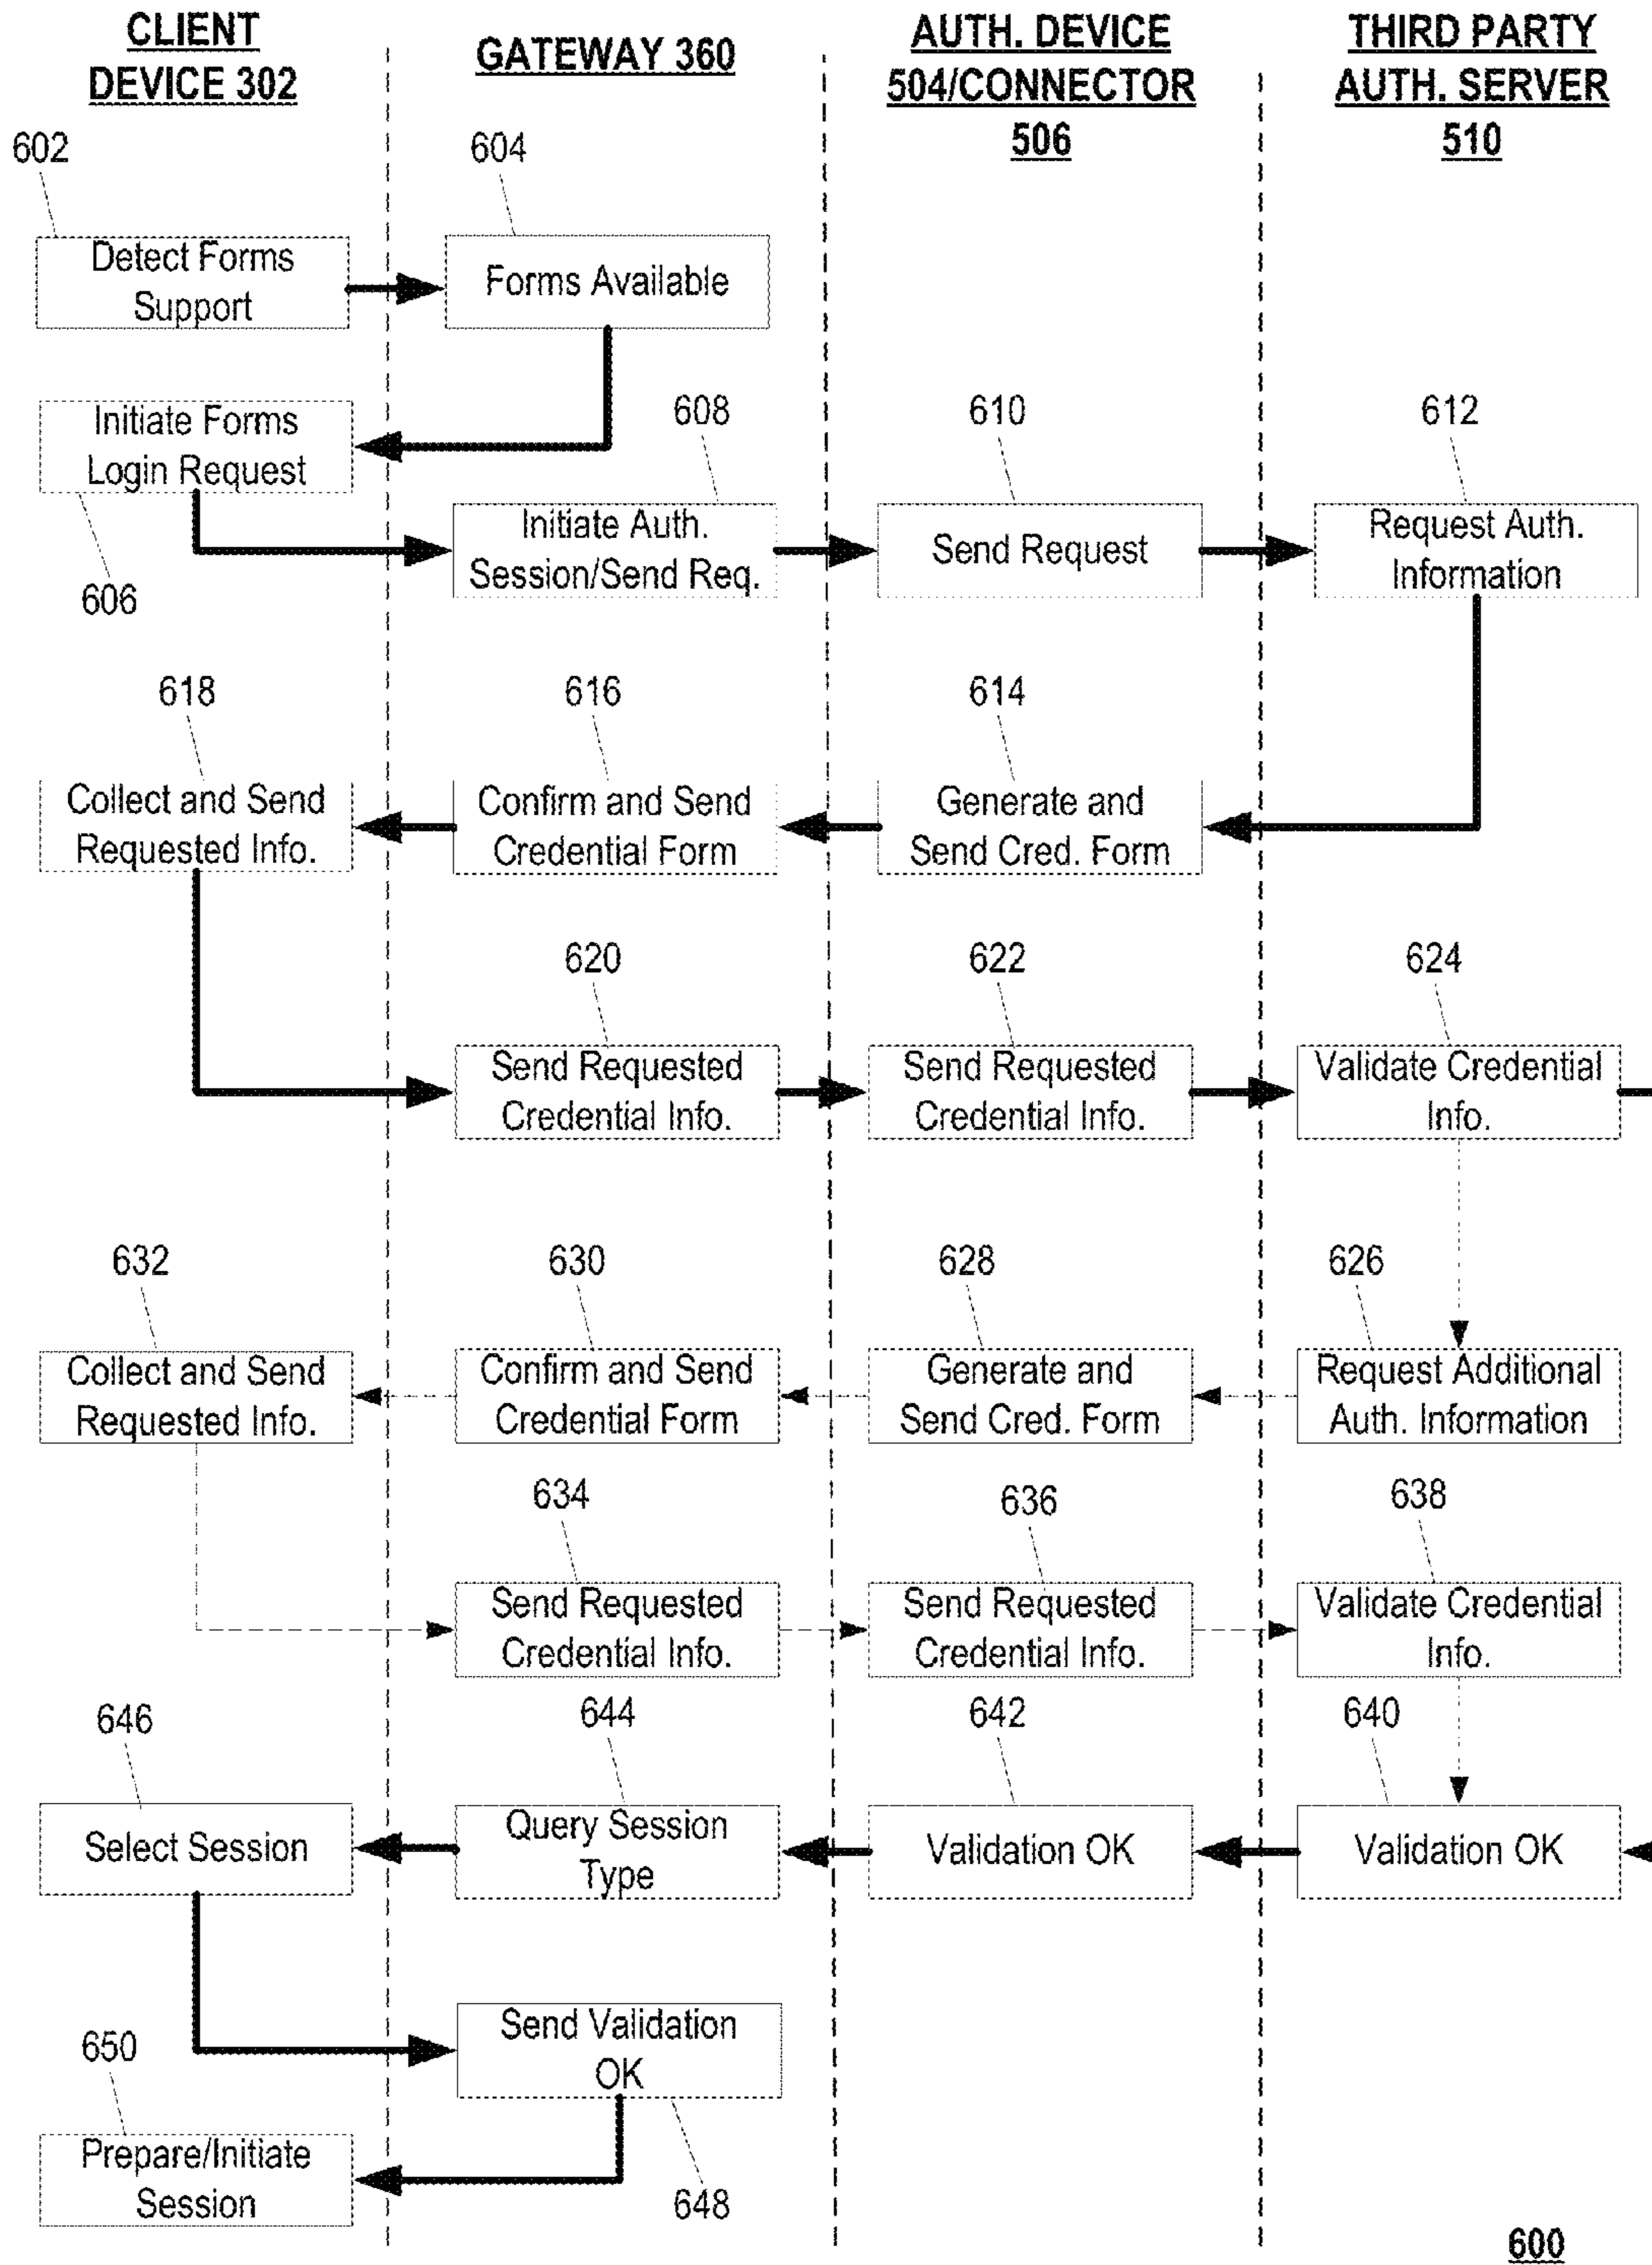 CLIENT
DEVICE 302
GATEWAY 360
AUTH. DEVICE
504/CONNECTOR
506
THIRD PARTY
AUTH. SERVER
510
602
604
Detect Forms
Support
Forms Available
Initiate Forms
Login Request
606
608
610
612
Initiate Auth.
Session/Send Req.
Send Request
Request Auth.
Information
618
616
614
Collect and Send
Requested Info.
Confirm and Send
Credential Form
Generate and
Send Cred. Form
620
622
624
Send Requested
Credential Info.
Send Requested
Credential Info.
Validate Credential
Info.
632
630
628
626
Collect and Send
Requested Info.
Confirm and Send
Credential Form
Generate and
Send Cred. Form
Request Additional
Auth. Information
634
636
638
Send Requested
Credential Info.
Send Requested
Credential Info.
Validate Credential
Info.
646
644
642
640
Select Session
Query Session
Type
Validation OK
Validation OK
Send Validation
OK
650
648
Prepare/Initiate
Session
600